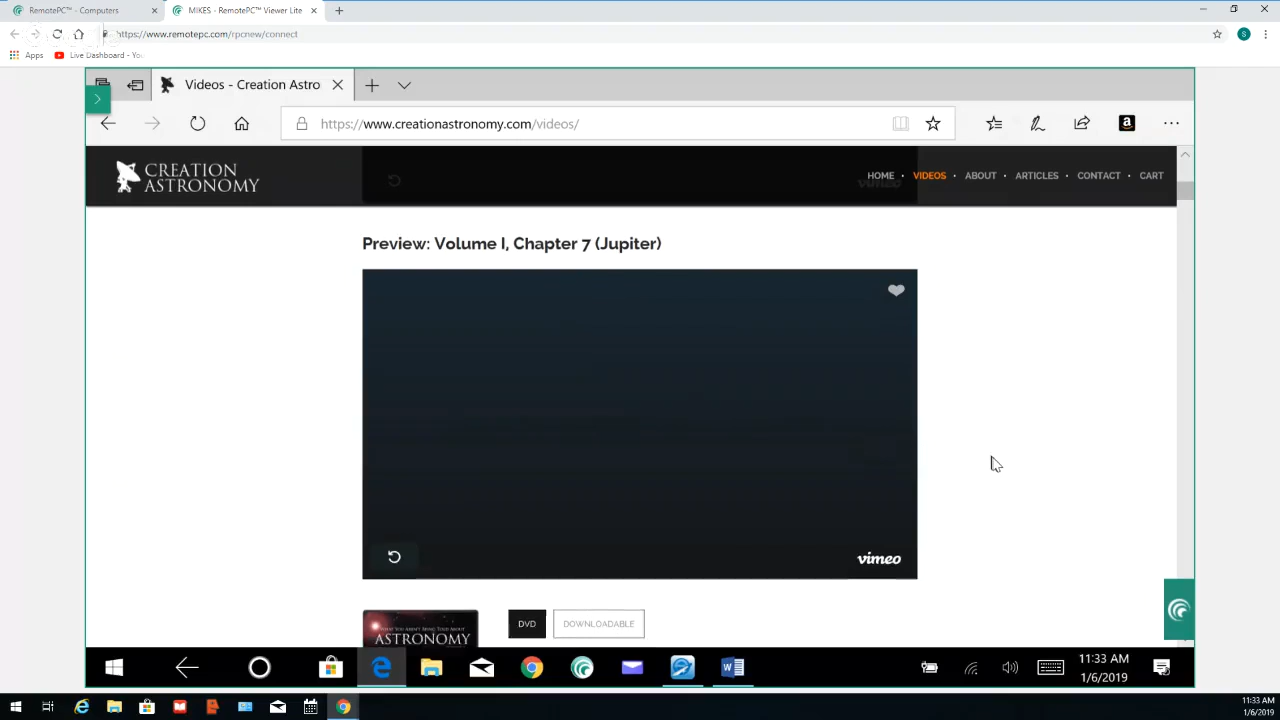 RemotePC™ - Computers
MIKES - RemotePC™ Viewer Lite
https://www.remotepc.com/rpcnew/connect
S
Apps
Live Dashboard - Yo
Videos - Creation Astro
https://www.creationastronomy.com/videos/
CREATION
ASTRONOMY
vimeo
HOME • VIDEOS • ABOUT • ARTICLES • CONTACT • CART
Preview: Volume I, Chapter 7 (Jupiter)
vimeo
DVD
DOWNLOADABLE
ASTRONOMY
11:33 AM
1/6/2019
11:33 AM
1/6/2019